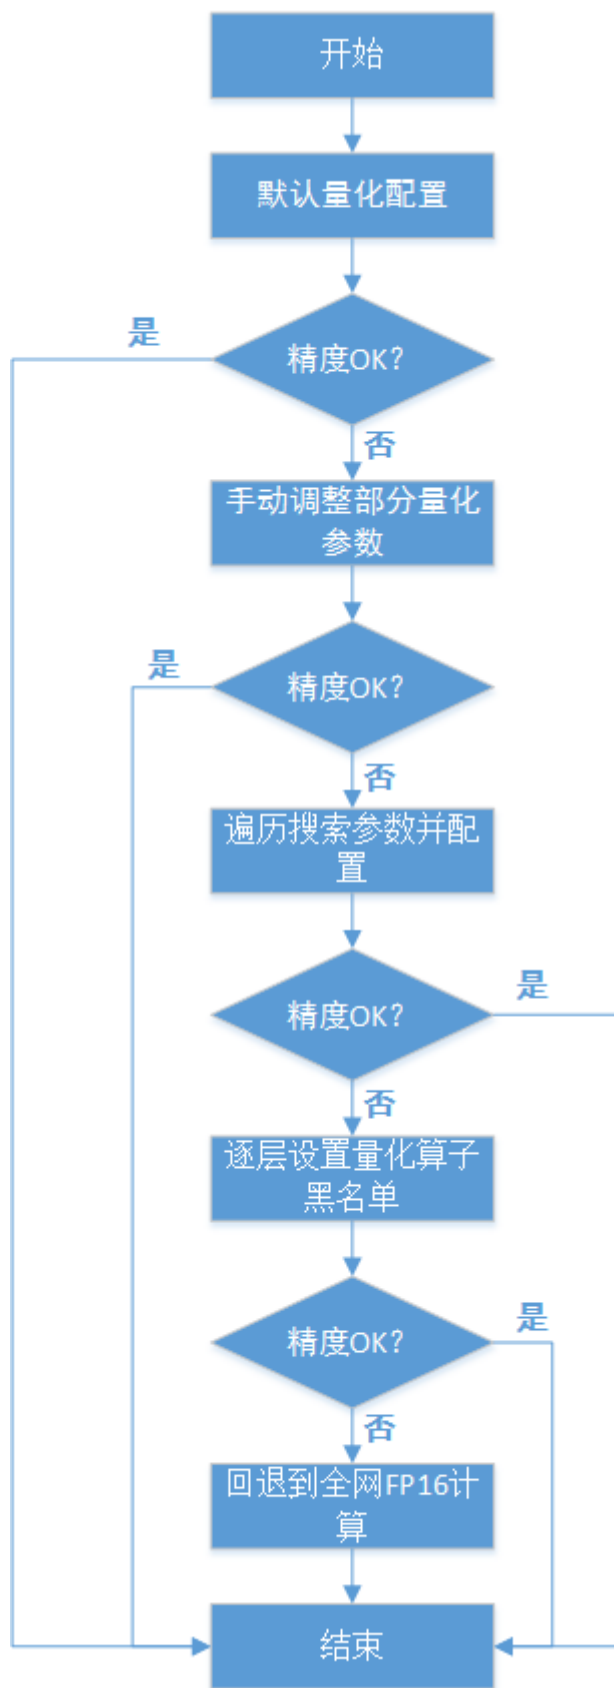 开始
默认量化配置
是
精度OK?
否
手动调整部分量化
参数
是
精度OK?
否
遍历搜索参数并配
置
是
精度OK?
否
逐层设置量化算子
黑名单
是
精度OK?
否
回退到全网FP16计
算
结束